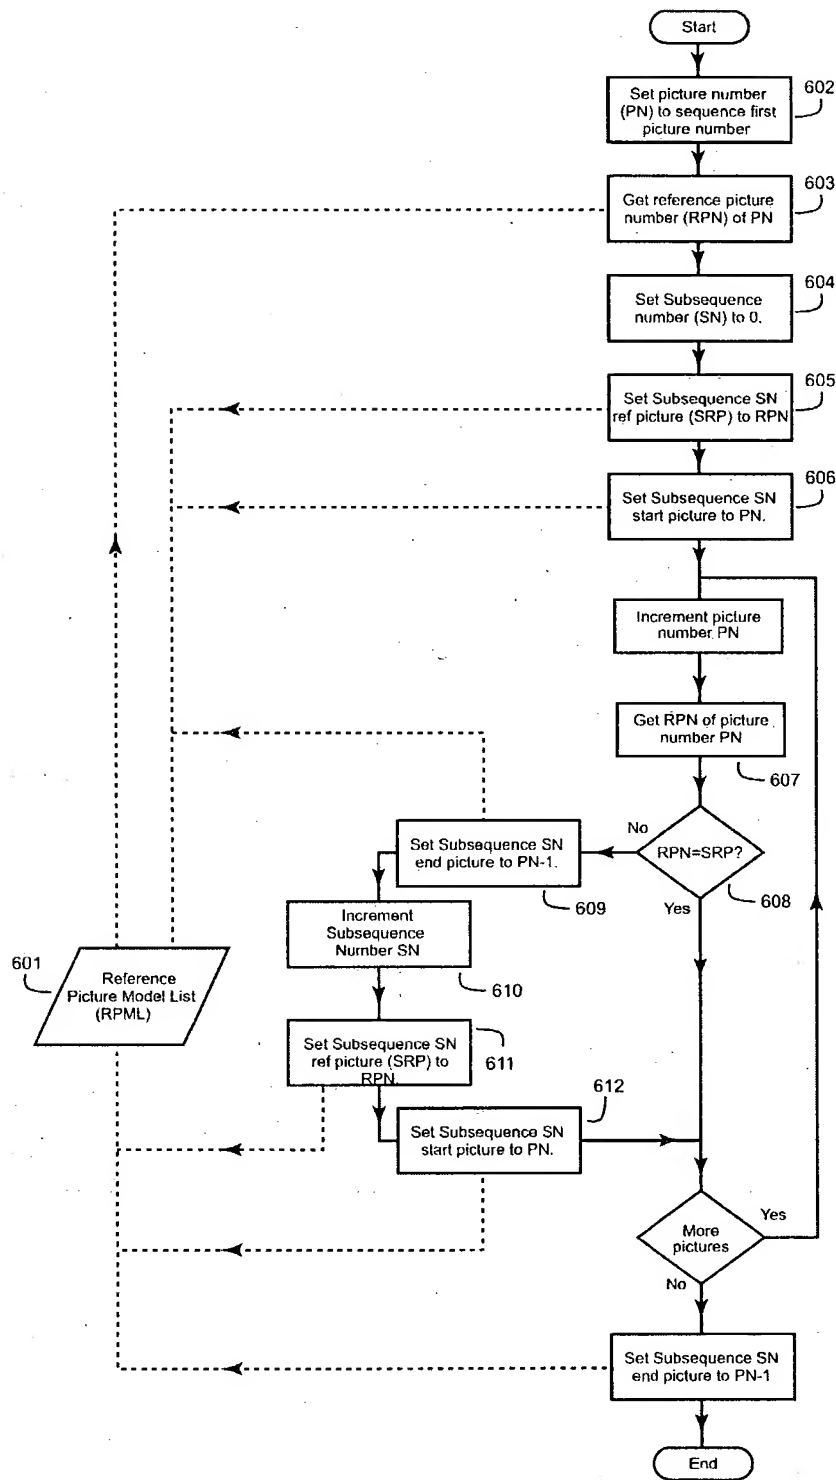 Start
Set picture number
(PN) to sequence first
picture number
602
Get reference picture
number (RPN) of PN
603
Set Subsequence
number (SN) to 0.
604
Set Subsequence SN
ref picture (SRP) to RPN
605
Set Subsequence SN
start picture to PN.
606
Increment picture
number PN
Get RPN of picture
number PN
607
RPN=SRP?
608
No
Yes
Set Subsequence SN
end picture to PN-1.
609
Increment
Subsequence
Number SN
610
601
Reference
Picture Model List
(RPML)
Set Subsequence SN
ref picture (SRP) to
RPN.
611
Set Subsequence SN
start picture to PN.
612
More
pictures
Yes
No
Set Subsequence SN
end picture to PN-1
End